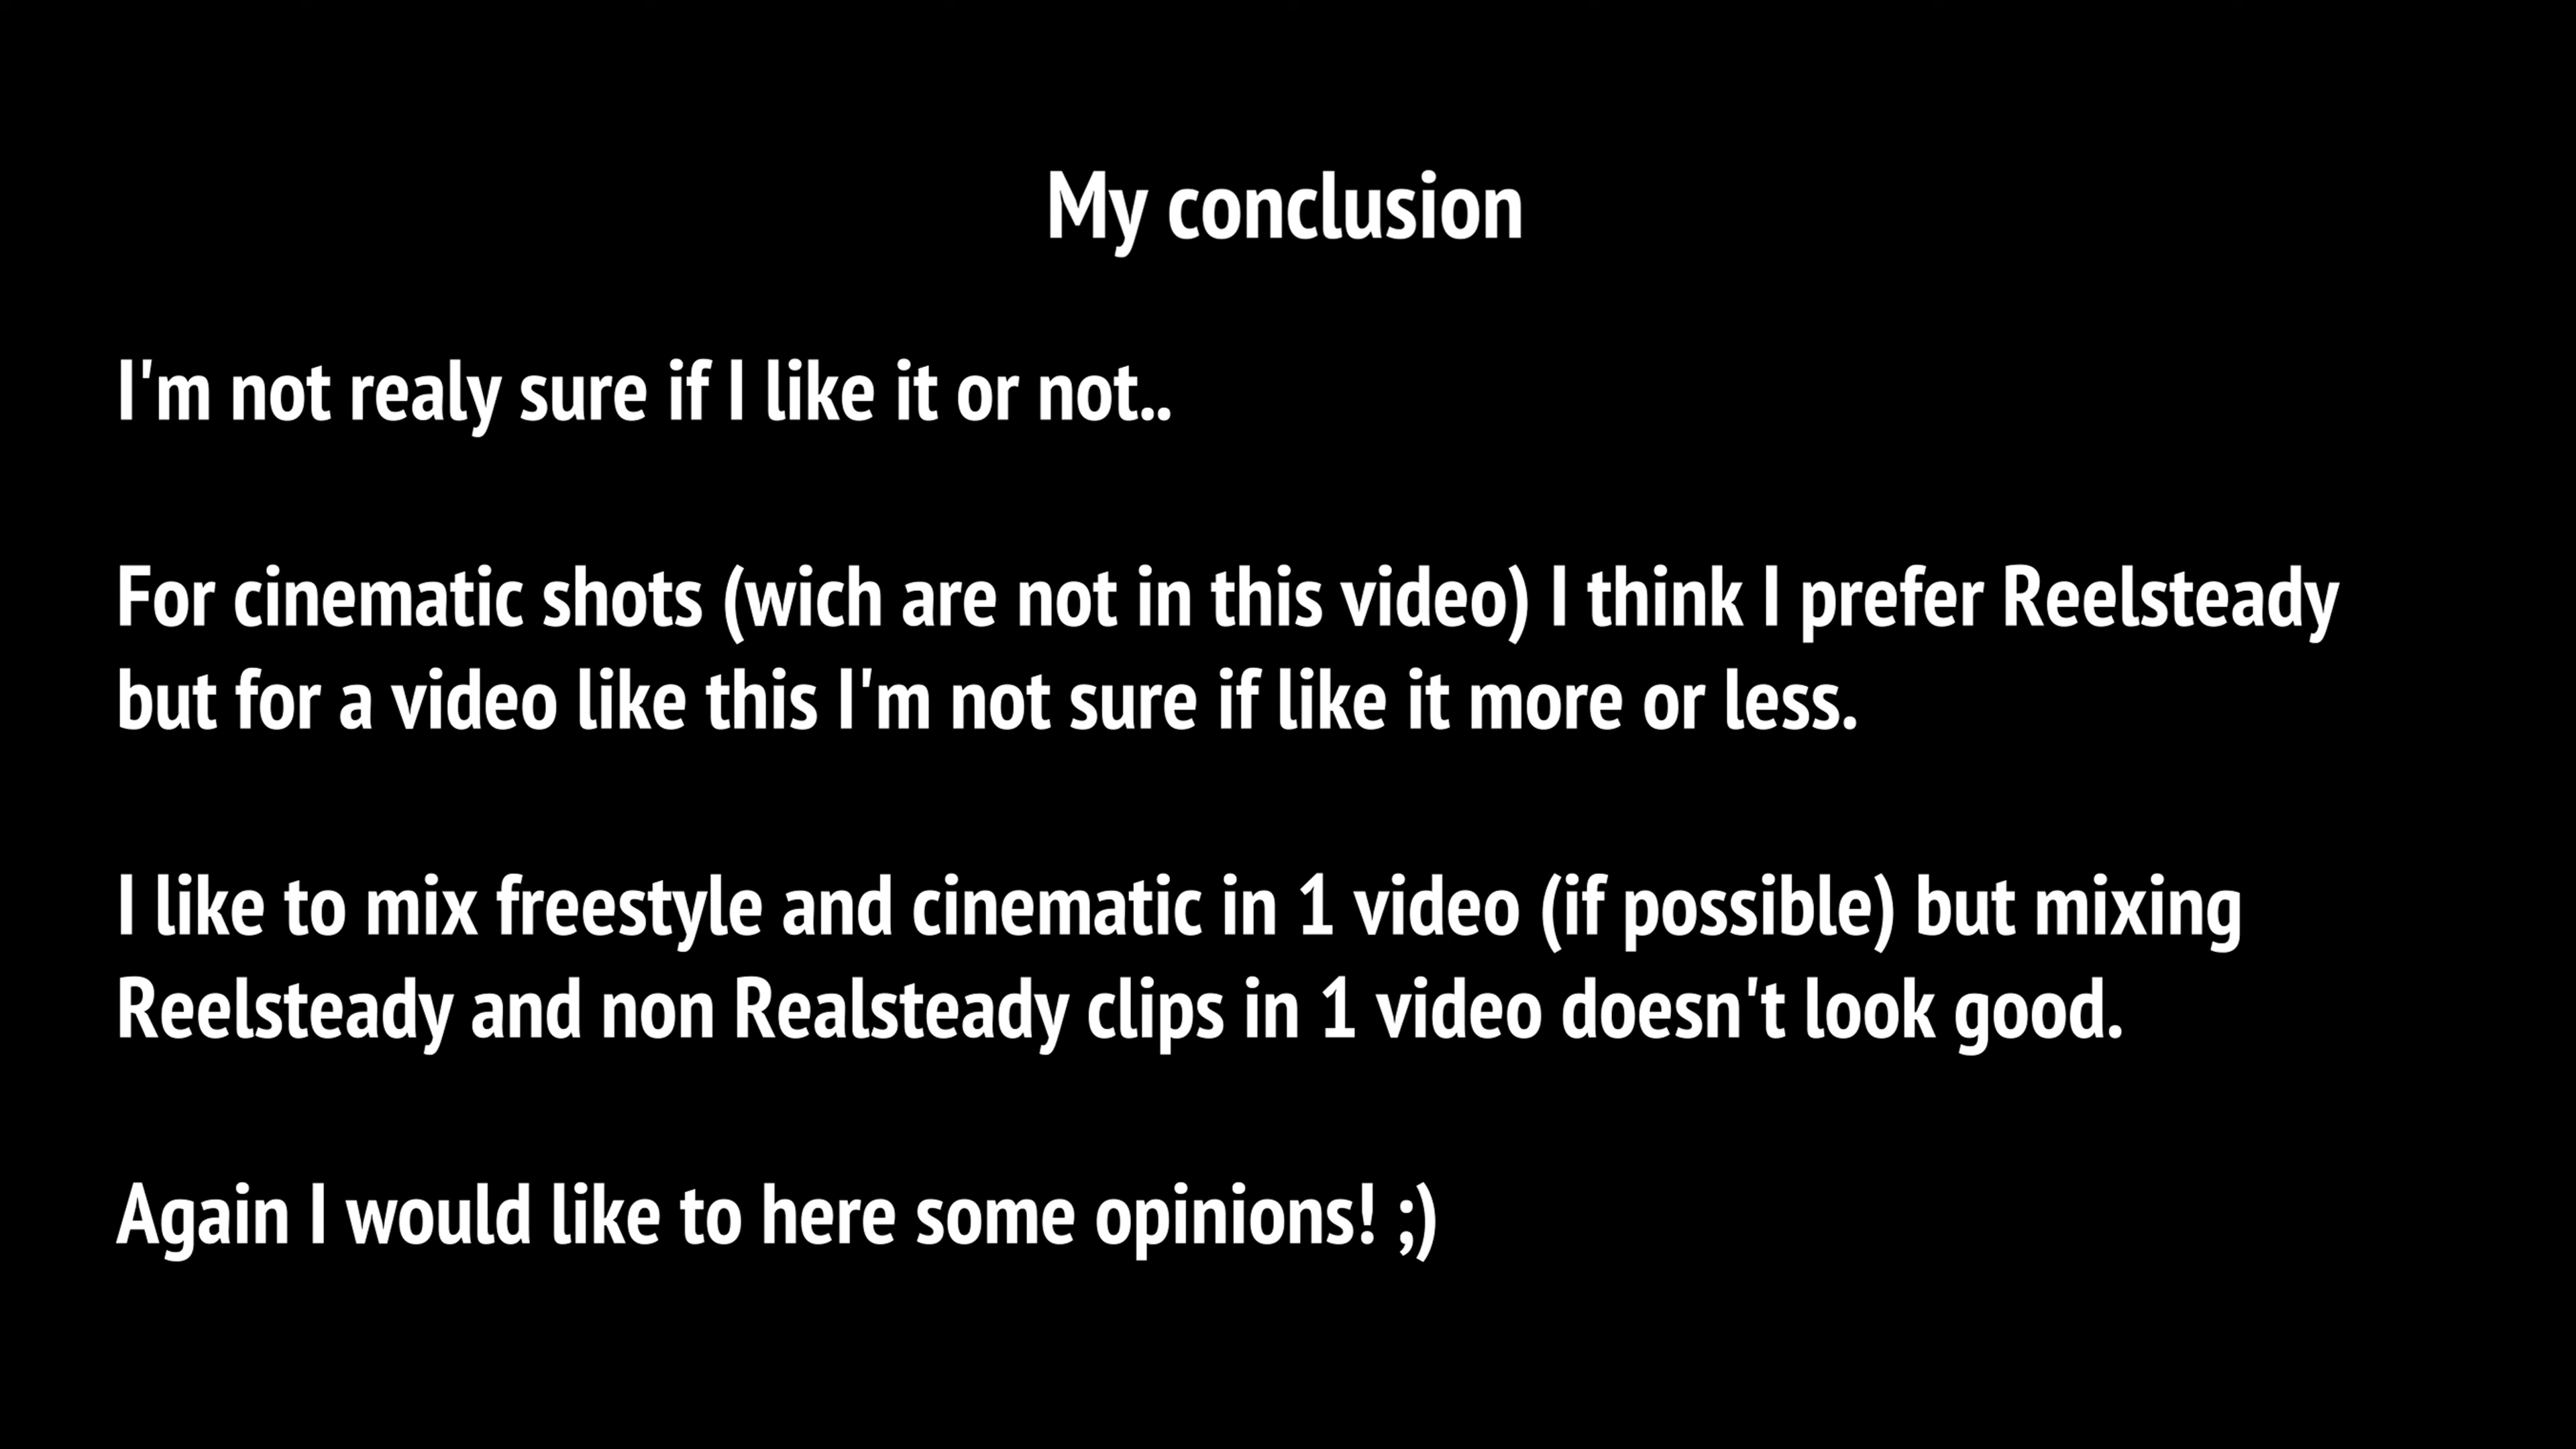 My conclusion
I'm not realy sure if I like it or not..
For cinematic shots (wich are not in this video) I think I prefer Reelsteady
but for a video like this I'm not sure if like it more or less.
I like to mix freestyle and cinematic in 1 video (if possible) but mixing
Reelsteady and non Realsteady clips in 1 video doesn't look good.
Again I would like to here some opinions! ;)